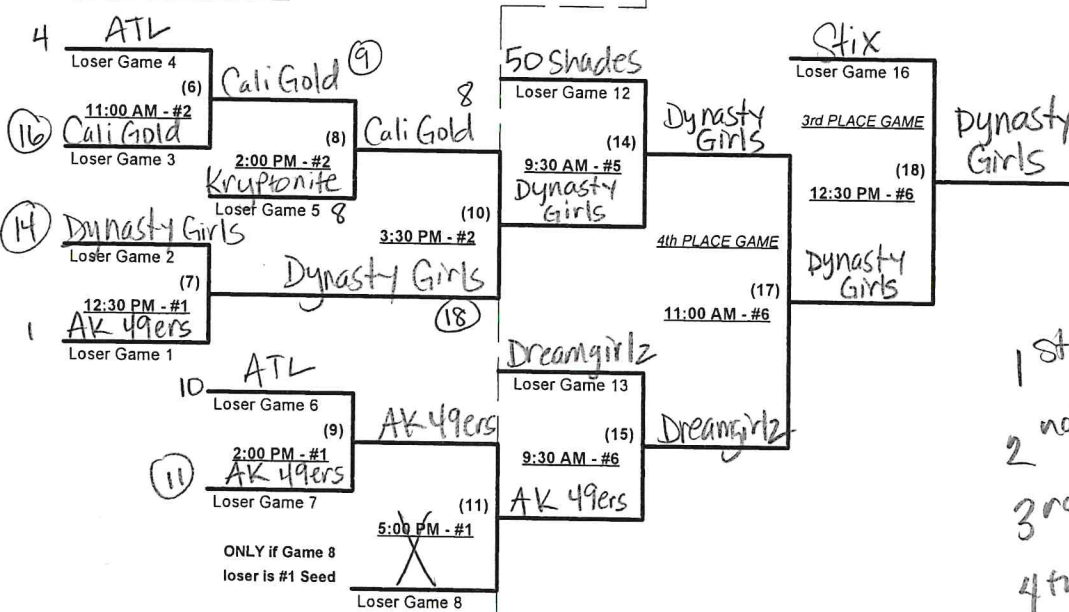 4 ATL
Loser Game 4
(6)
11:00 AM - #2
16 Cali Gold
Loser Game 3
Cali Gold 9
(8)
2:00 PM - #2
Kryptonite
Loser Game 5 8
14 Dynasty Girls
Loser Game 2
(7)
12:30 PM - #1
1 AK 49ers
Loser Game 1
8
Cali Gold
(10)
3:30 PM - #2
Dynasty Girls
18
10 ATL
Loser Game 6
(9)
2:00 PM - #1
11 AK 49ers
Loser Game 7
AK 49ers
(11)
5:00 PM - #1
X
ONLY if Game 8
loser is #1 Seed
Loser Game 8
50 Shades
Loser Game 12
(14)
9:30 AM - #5
Dynasty
Girls
Dreamgirlz
Loser Game 13
(15)
9:30 AM - #6
AK 49ers
Dynasty
Girls
4th PLACE GAME
(17)
11:00 AM - #6
Dreamgirlz
Stix
Loser Game 16
3rd PLACE GAME
(18)
12:30 PM - #6
Dynasty
Girls
Dynasty
Girls
1 st
2
3
4